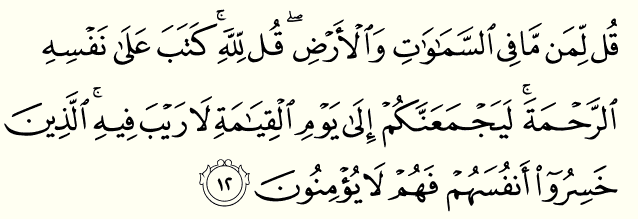 قُل لِّمَن مَّا فِى ٱلسَّمَـٰوَٰتِ وَٱلْأَرْضِ ۖ قُل لِّلَّهِ ۚ كَتَبَ عَلَىٰ نَفْسِهِ
ٱلرَّحْمَةَ ۚ لَيَجْمَعَنَّكُمْ إِلَىٰ يَوْمِ ٱلْقِيَـٰمَةِ لَا رَيْبَ فِيهِ ۚ ٱلَّذِينَ
خَسِرُوٓا۟ أَنفُسَهُمْ فَهُمْ لَا يُؤْمِنُونَ ١٢